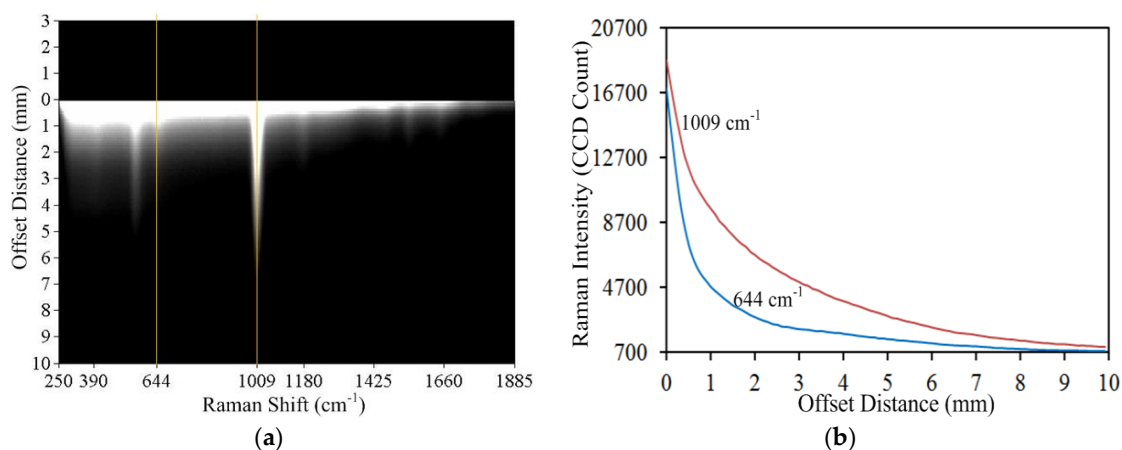 3
2
1
0
1
2
3
4
5
6
7
8
9
10
Offset Distance (mm)
250 390 644 1009 1180 1425 1660 1885
Raman Shift (cm-1)
(a)
20700
16700
12700
8700
4700
700
Raman Intensity (CCD Count)
1009 cm-1
644 cm-1
0 1 2 3 4 5 6 7 8 9 10
Offset Distance (mm)
(b)